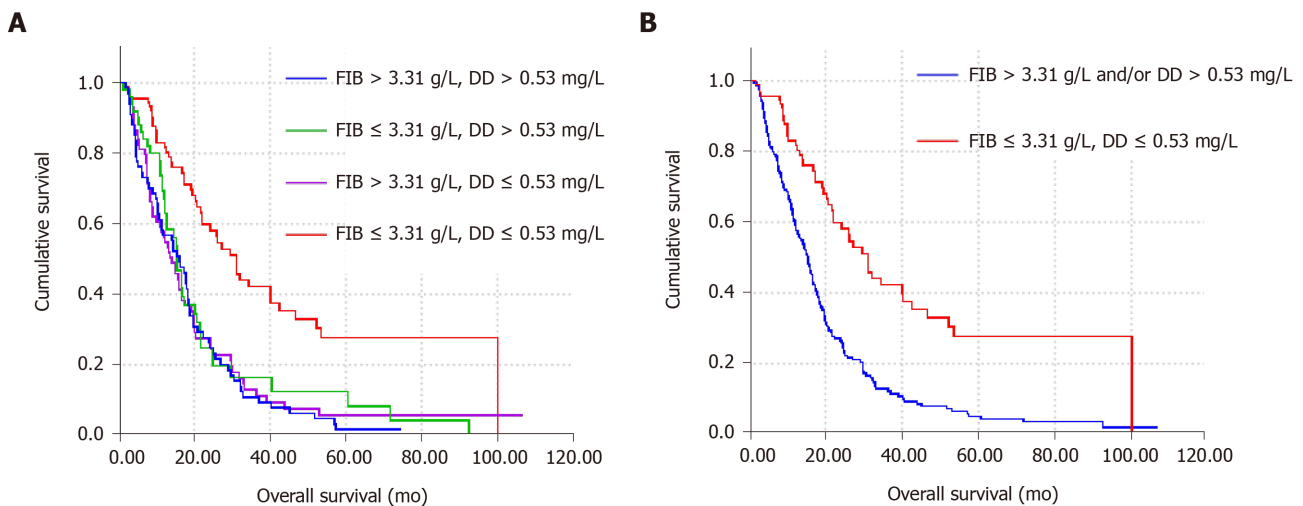 A
Cumulative survival
1.0
0.8
0.6
0.4
0.2
0.0
FIB > 3.31 g/L, DD > 0.53 mg/L
FIB ≤ 3.31 g/L, DD > 0.53 mg/L
FIB > 3.31 g/L, DD ≤ 0.53 mg/L
FIB ≤ 3.31 g/L, DD ≤ 0.53 mg/L
0.00 20.00 40.00 60.00 80.00 100.00 120.00
Overall survival (mo)
B
Cumulative survival
1.0
0.8
0.6
0.4
0.2
0.0
FIB > 3.31 g/L and/or DD > 0.53 mg/L
FIB ≤ 3.31 g/L, DD ≤ 0.53 mg/L
0.00 20.00 40.00 60.00 80.00 100.00 120.00
Overall survival (mo)